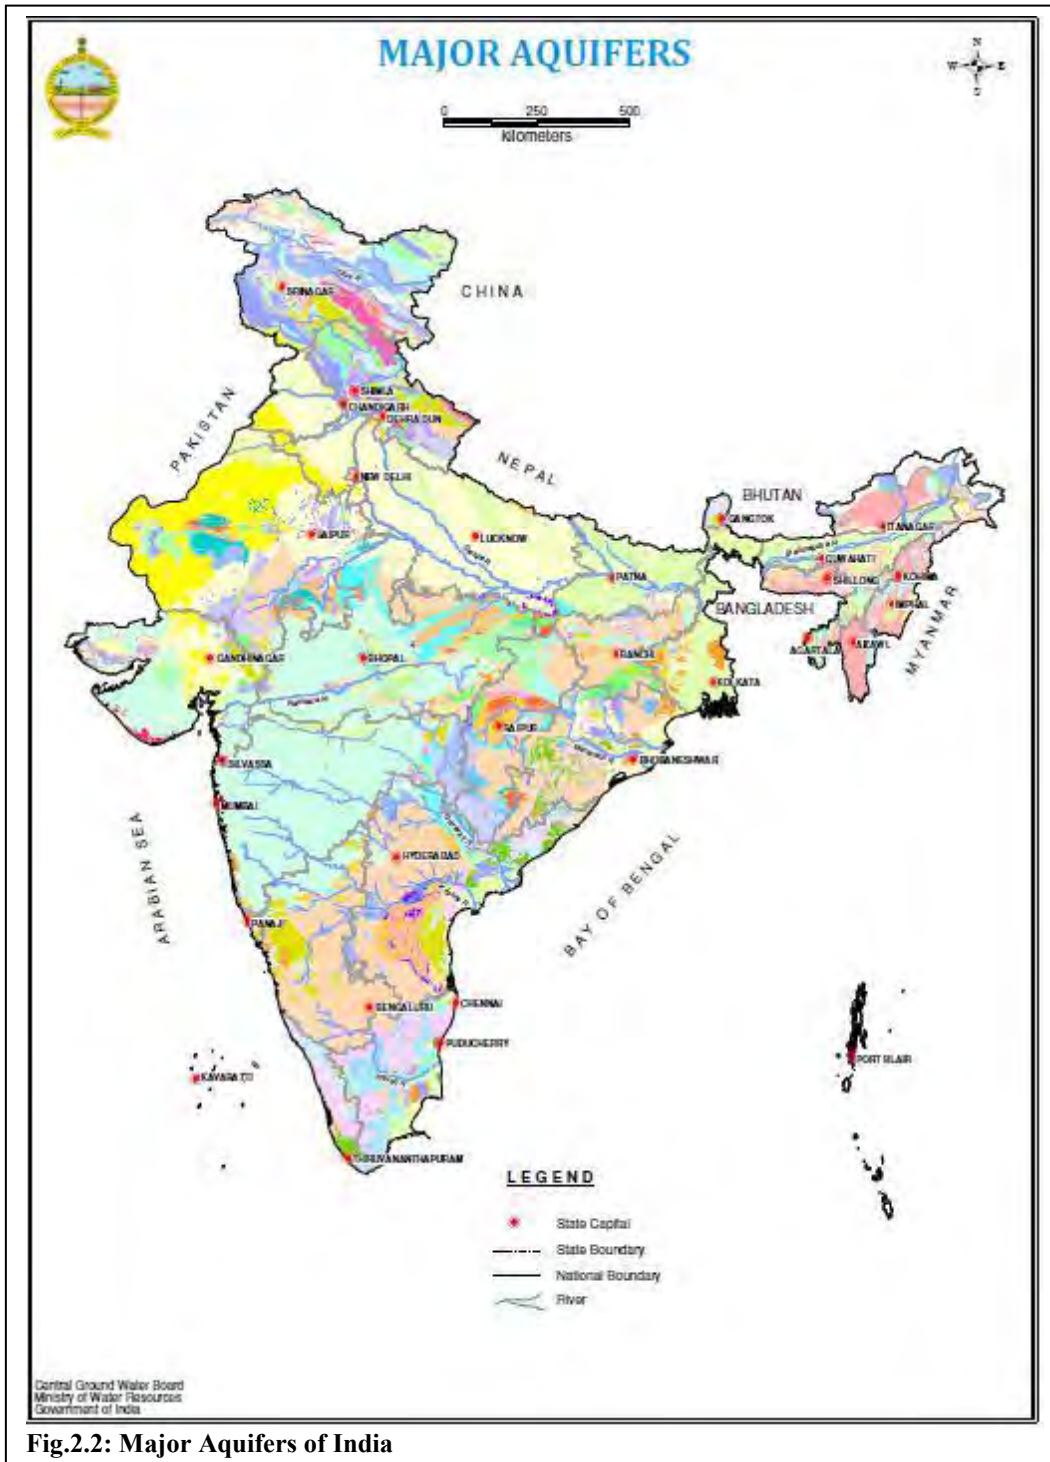 MAJOR AQUIFERS
N
W E
S
0 250 500
kilometers
CHINA
SRINAGAR
PAKISTAN
SHIMLA
CHANDIGARH
DEHRADUN
NEPAL
NEW DELHI
BHUTAN
GANGTOK
ITANAGAR
JAIPUR
LUCKNOW
GUWAHATI
PATNA
SHILLONG
KOHIMA
BANGLADESH
IMPHAL
MYANMAR
AGARTALA
AIZAWL
GANDHINAGAR
BHOPAL
RANCHI
KOLKATA
RAIPUR
SILVASSA
BHUBANESHWAR
MUMBAI
ARABIAN SEA
HYDERABAD
BAY OF BENGAL
PANAJI
BENGALURU
CHENNAI
PUDUCHERRY
KAVARATTI
PORT BLAIR
THIRUVANANTHAPURAM
LEGEND
State Capital
State Boundary
National Boundary
River
Central Ground Water Board
Ministry of Water Resources
Government of India
Fig.2.2: Major Aquifers of India